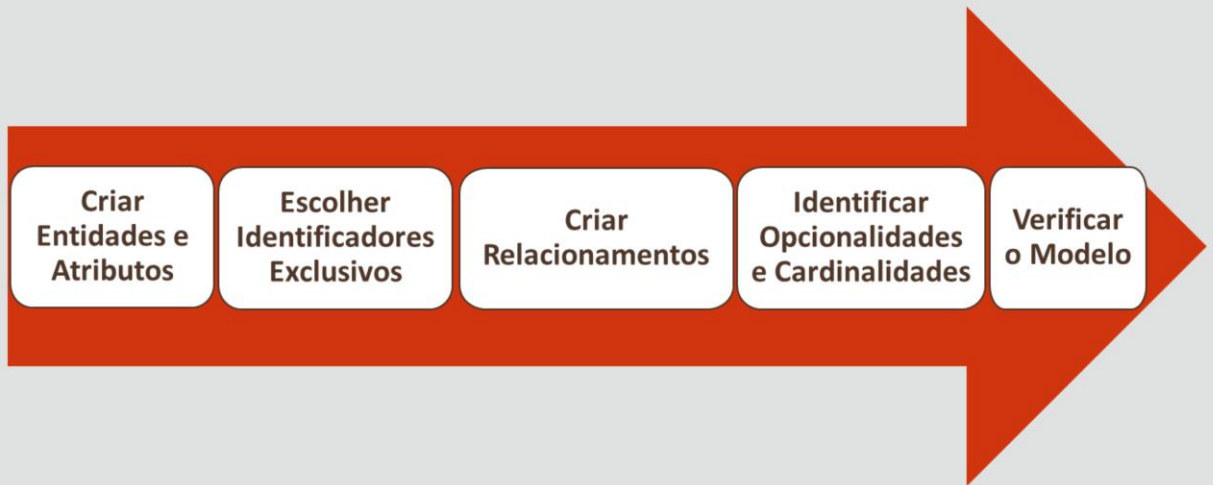 Criar
Entidades e
Atributos
Escolher
Identificadores
Exclusivos
Criar
Relacionamentos
Identificar
Opcionalidades
e Cardinalidades
Verificar
o Modelo